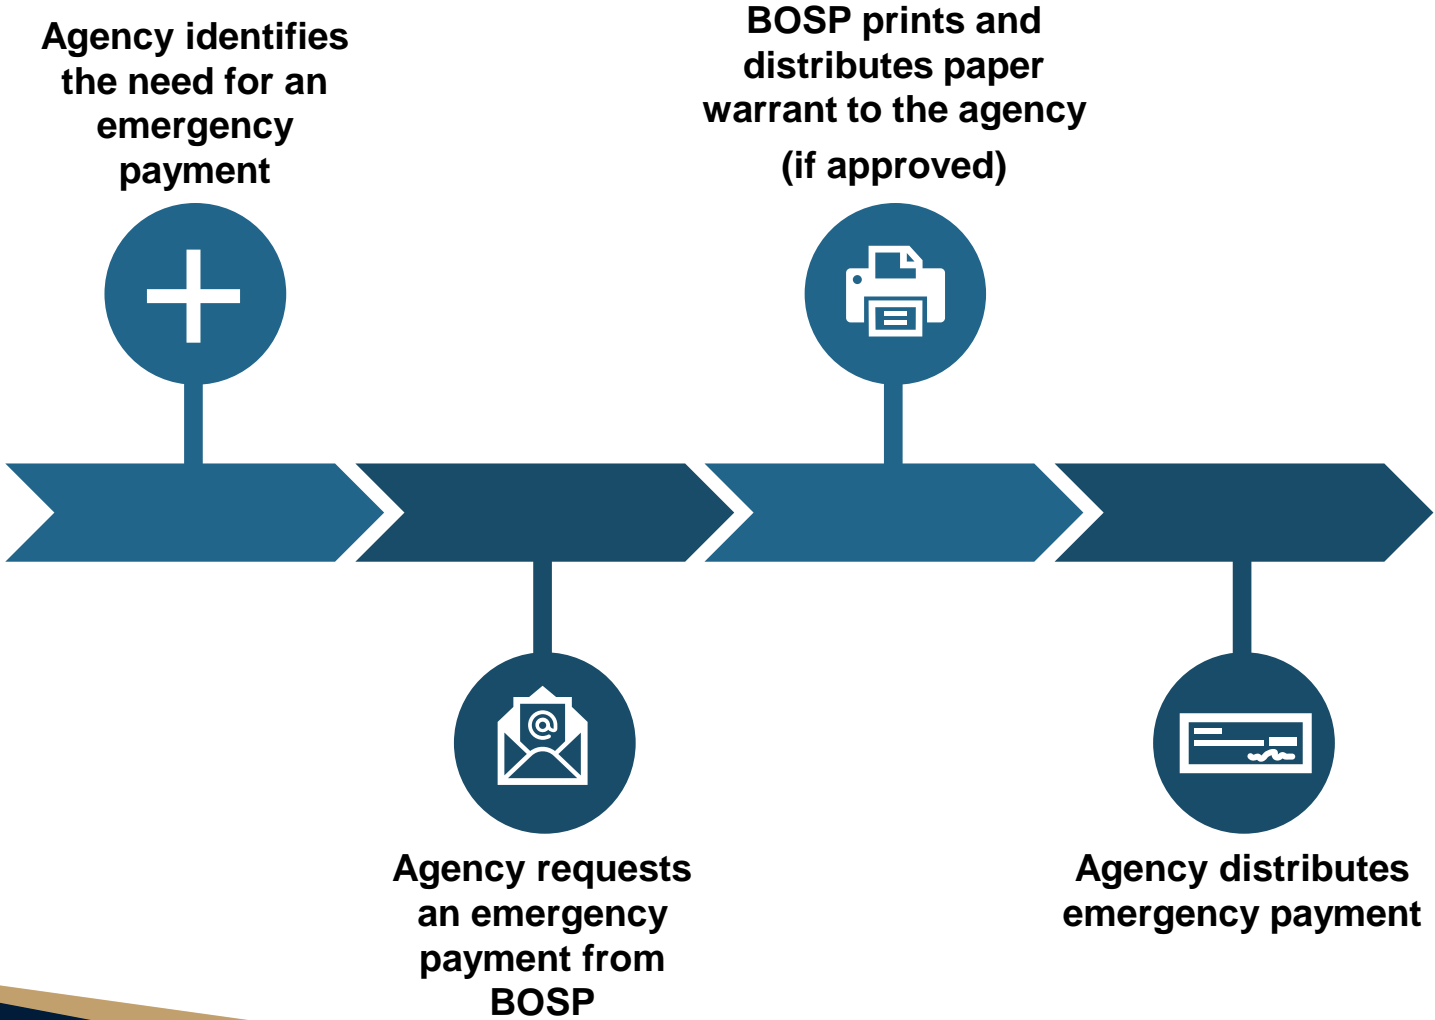 Agency identifies
the need for an
emergency
payment
BOSP prints and
distributes paper
warrant to the agency
(if approved)
@
Agency requests
an emergency
payment from
BOSP
Agency distributes
emergency payment